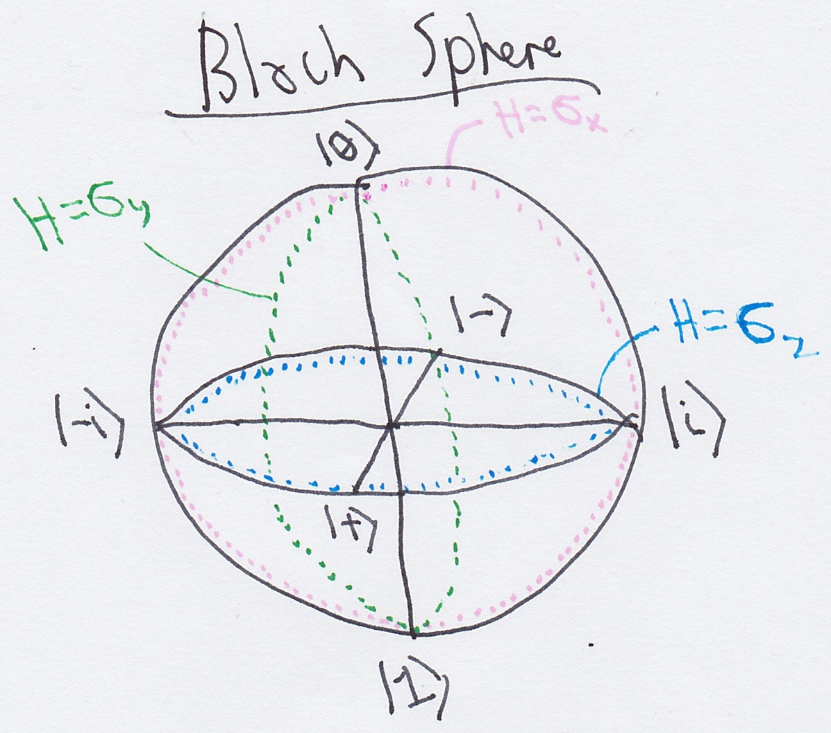 Bloch Sphere
H=σx
|0⟩
H=σy
|-⟩
H=σz
|-i⟩
|i⟩
|+⟩
|1⟩